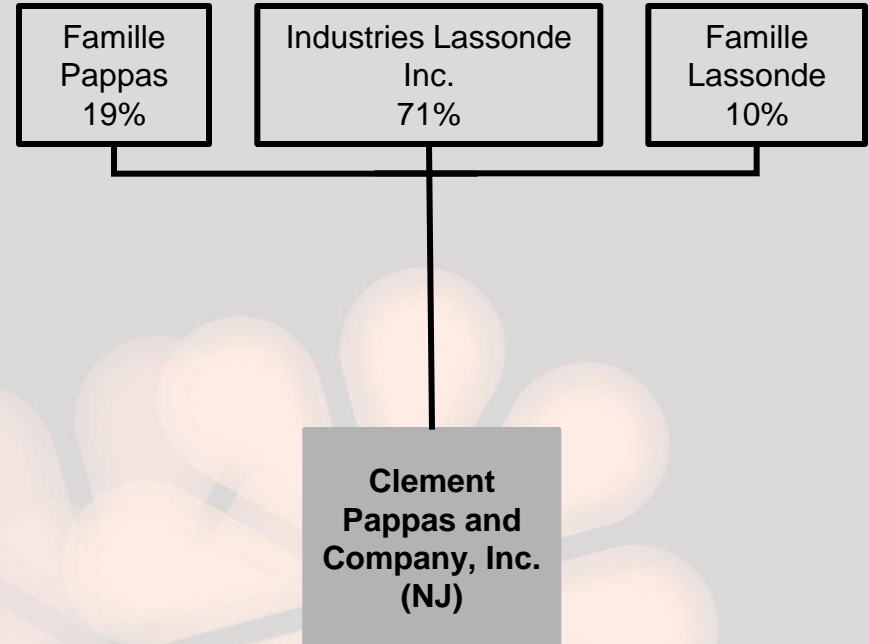 Famille
Pappas
19%
Industries Lassonde
Inc.
71%
Famille
Lassonde
10%
Clement
Pappas and
Company, Inc.
(NJ)